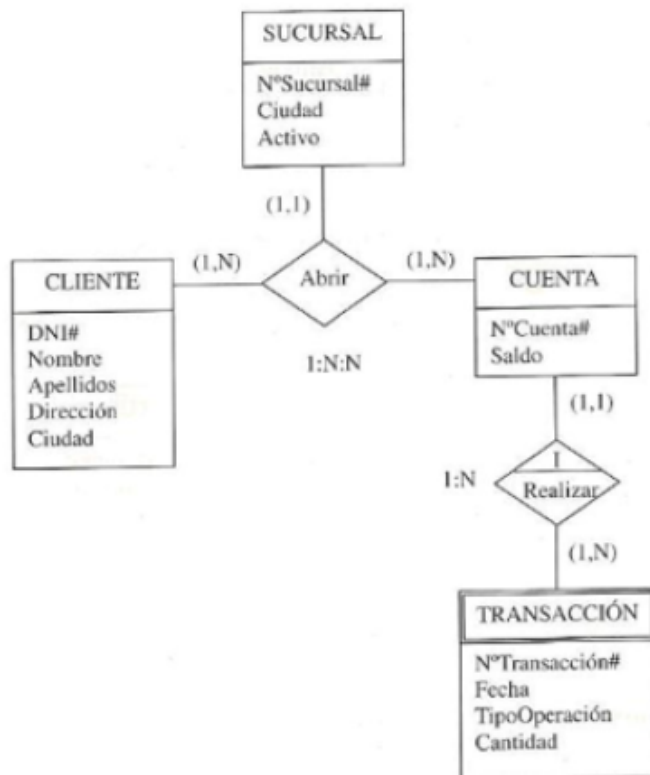 SUCURSAL
NºSucursal#
Ciudad
Activo
(1,1)
CLIENTE
DNI#
Nombre
Apellidos
Dirección
Ciudad
(1,N)
Abrir
(1,N)
1:N:N
CUENTA
NºCuenta#
Saldo
(1,1)
I
Realizar
1:N
(1,N)
TRANSACCIÓN
NºTransacción#
Fecha
TipoOperación
Cantidad